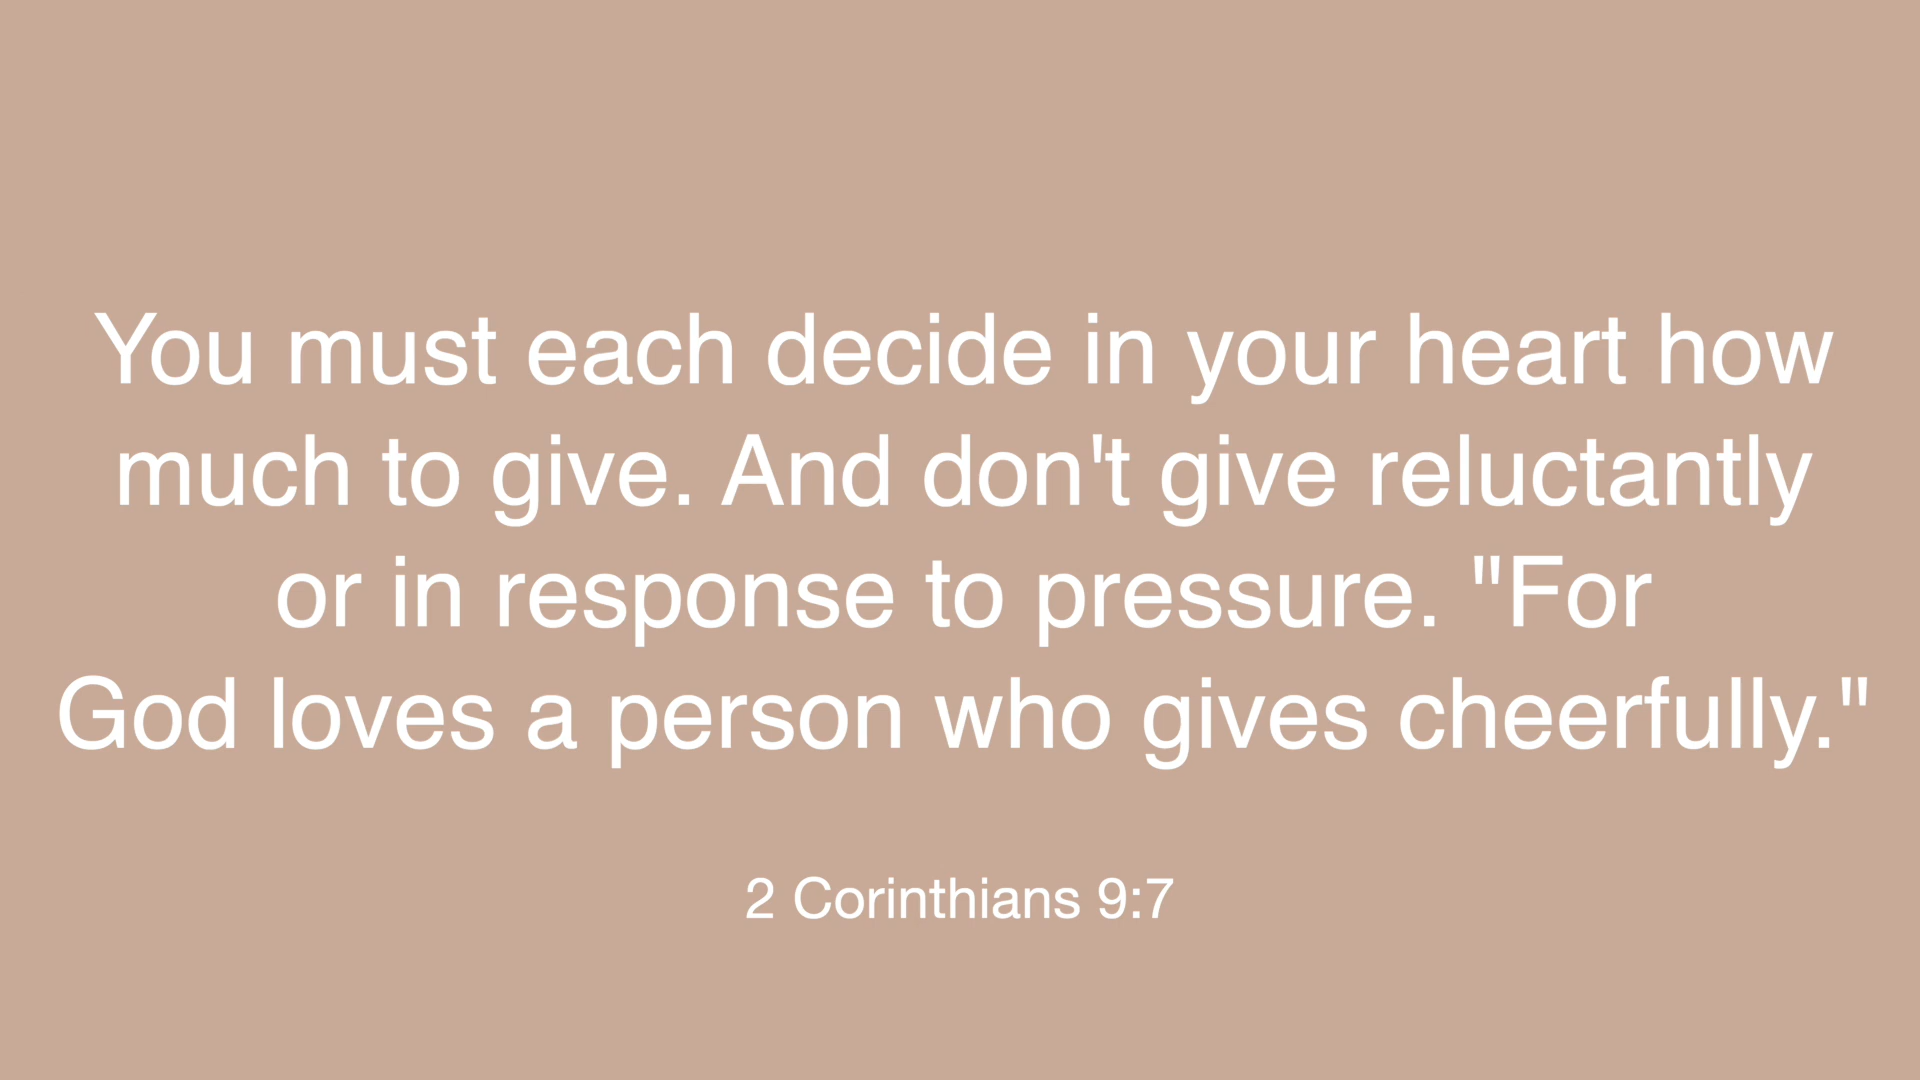 You must each decide in your heart how
much to give. And don't give reluctantly
or in response to pressure. "For
God loves a person who gives cheerfully."
2 Corinthians 9:7